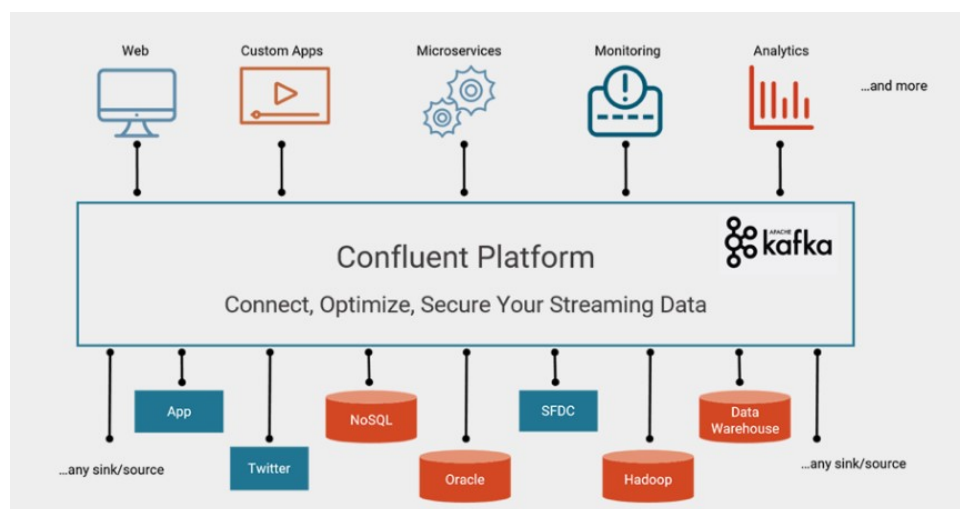 Web
Custom Apps
Microservices
Monitoring
Analytics
...and more
APACHE
kafka
Confluent Platform
Connect, Optimize, Secure Your Streaming Data
App
NoSQL
SFDC
Data
Warehouse
...any sink/source
Twitter
Oracle
Hadoop
...any sink/source